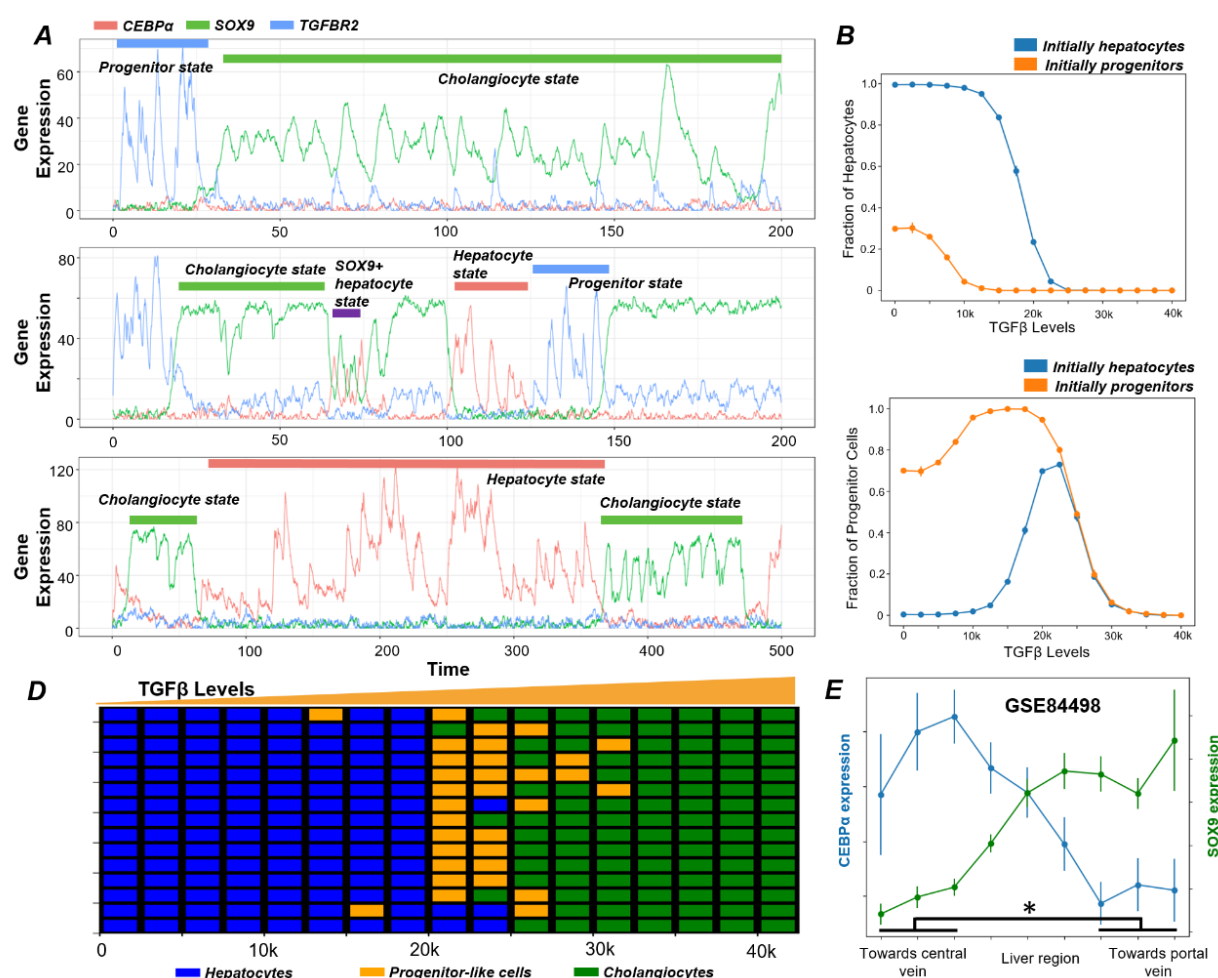 A
CEBPα SOX9 TGFBR2
Gene
Expression
60
40
20
0
Progenitor state
Cholangiocyte state
0 50 100 150 200
Gene
Expression
80
40
0
Cholangiocyte state
SOX9+
hepatocyte
state
Hepatocyte
state
Progenitor state
0 50 100 150 200
Gene
Expression
120
80
40
0
Cholangiocyte state
Hepatocyte state
Cholangiocyte state
0 100 200 300 400 500
Time
B
Initially hepatocytes
Initially progenitors
Fraction of Hepatocytes
1.0
0.8
0.6
0.4
0.2
0
0 10k 20k 30k 40k
TGFβ Levels
Initially hepatocytes
Initially progenitors
Fraction of Progenitor Cells
1.0
0.8
0.6
0.4
0.2
0
0 10k 20k 30k 40k
TGFβ Levels
D
TGFβ Levels
0 10k 20k 30k 40k
Hepatocytes Progenitor-like cells Cholangiocytes
E
GSE84498
CEBPα expression
SOX9 expression
*
Towards central
vein
Liver region
Towards portal
vein